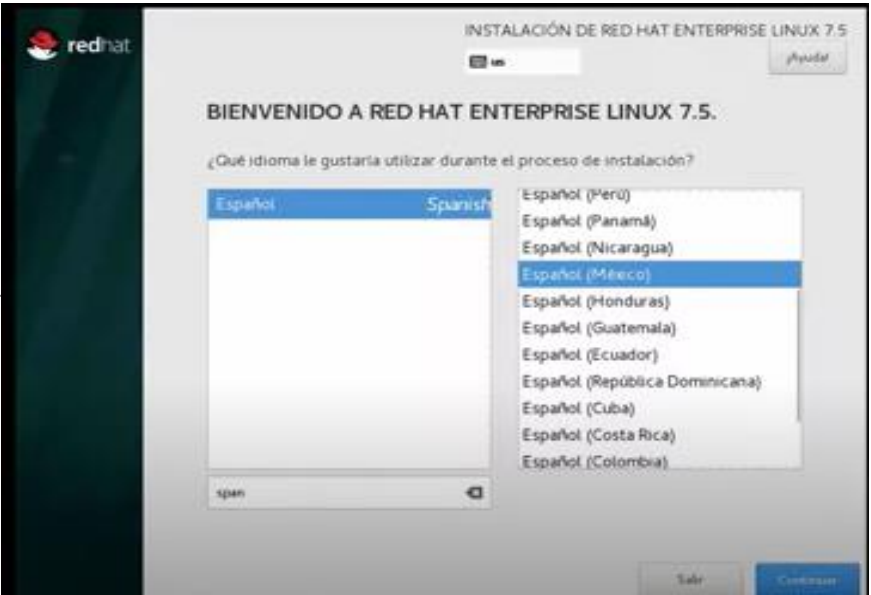 redhat
INSTALACIÓN DE RED HAT ENTERPRISE LINUX 7.5
us
¡Ayuda!
BIENVENIDO A RED HAT ENTERPRISE LINUX 7.5.
¿Qué idioma le gustaría utilizar durante el proceso de instalación?
Español Spanish
Español (Perú)
Español (Panamá)
Español (Nicaragua)
Español (México)
Español (Honduras)
Español (Guatemala)
Español (Ecuador)
Español (República Dominicana)
Español (Cuba)
Español (Costa Rica)
Español (Colombia)
span
Salir
Continuar